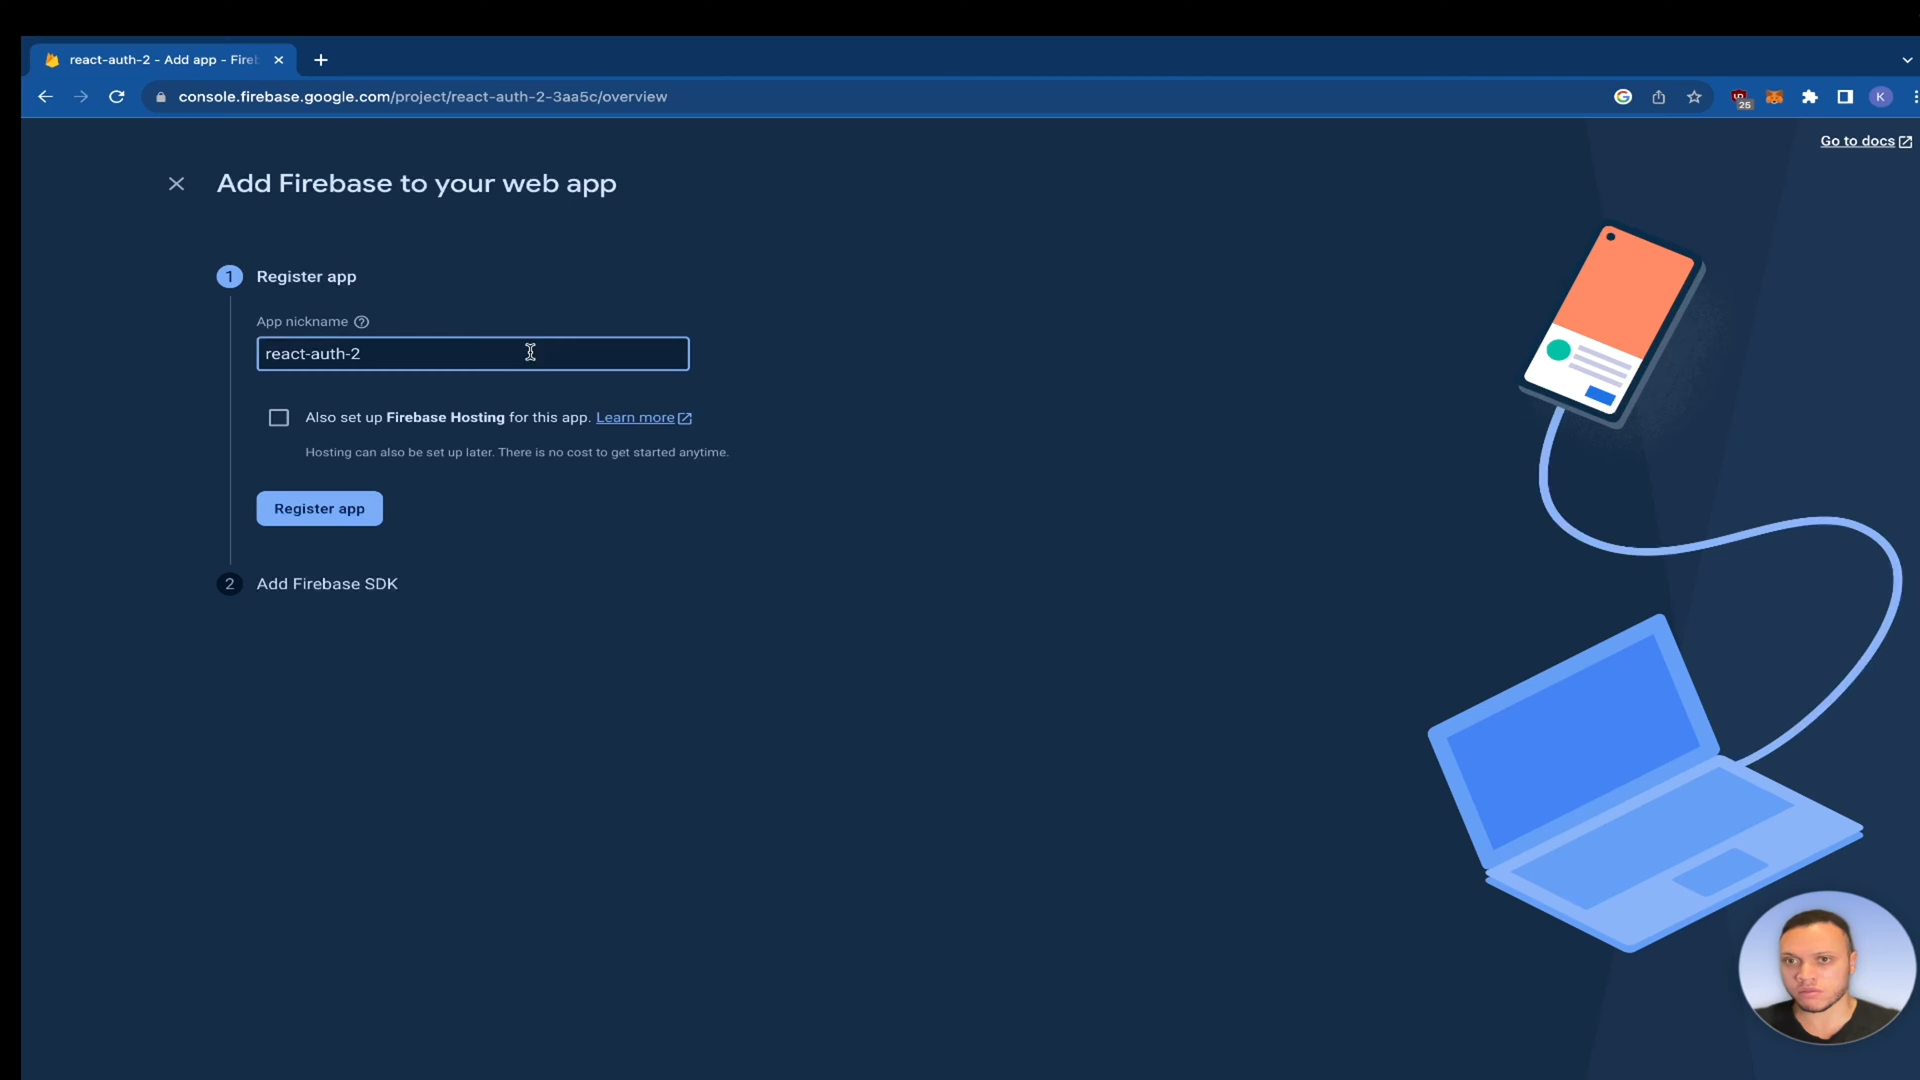 react-auth-2 - Add app - Fire
console.firebase.google.com/project/react-auth-2-3aa5c/overview
25
K
Go to docs
Add Firebase to your web app
1 Register app
App nickname
react-auth-2
Also set up Firebase Hosting for this app. Learn more
Hosting can also be set up later. There is no cost to get started anytime.
Register app
2 Add Firebase SDK